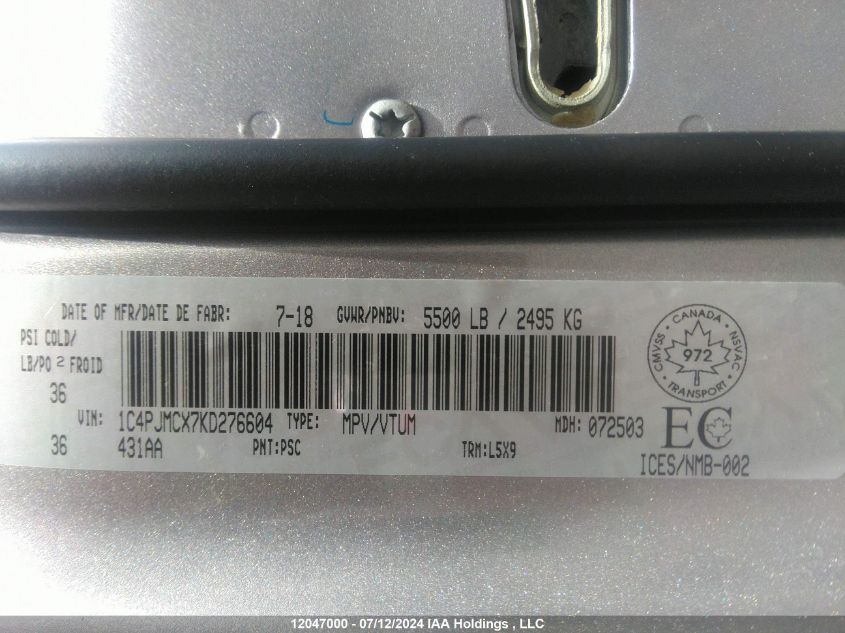 DATE OF MFR/DATE DE FABR: 7-18 GVWR/PNBV: 5500 LB / 2495 KG
PSI COLD/
LB/PO 2 FROID
36
VIN: 1C4PJMCX7KD276604 TYPE: MPV/VTUM MDH: 072503
36 431AA PNT:PSC TRM:L5X9
CANADA
CMVSS 972 NSVAC
TRANSPORT
EC
ICES/NMB-002
12047000 - 07/12/2024 IAA Holdings , LLC